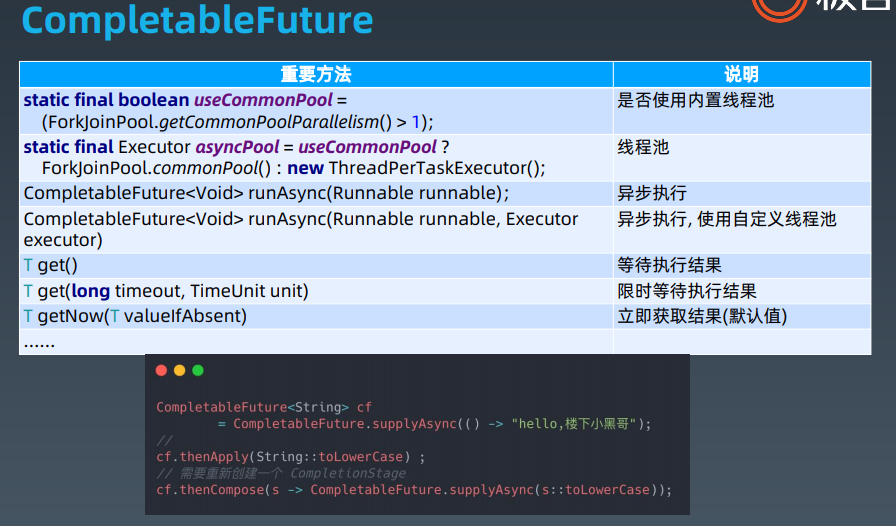 CompletableFuture
重要方法 说明
static final boolean useCommonPool = 是否使用内置线程池
(ForkJoinPool.getCommonPoolParallelism() > 1);
static final Executor asyncPool = useCommonPool ? 线程池
ForkJoinPool.commonPool() : new ThreadPerTaskExecutor();
CompletableFuture<Void> runAsync(Runnable runnable); 异步执行
CompletableFuture<Void> runAsync(Runnable runnable, Executor 异步执行, 使用自定义线程池
executor)
T get() 等待执行结果
T get(long timeout, TimeUnit unit) 限时等待执行结果
T getNow(T valueIfAbsent) 立即获取结果(默认值)
......
CompletableFuture<String> cf
= CompletableFuture.supplyAsync(() -> "hello,楼下小黑哥");
//
cf.thenApply(String::toLowerCase) ;
// 需要重新创建一个 CompletionStage
cf.thenCompose(s -> CompletableFuture.supplyAsync(s::toLowerCase));